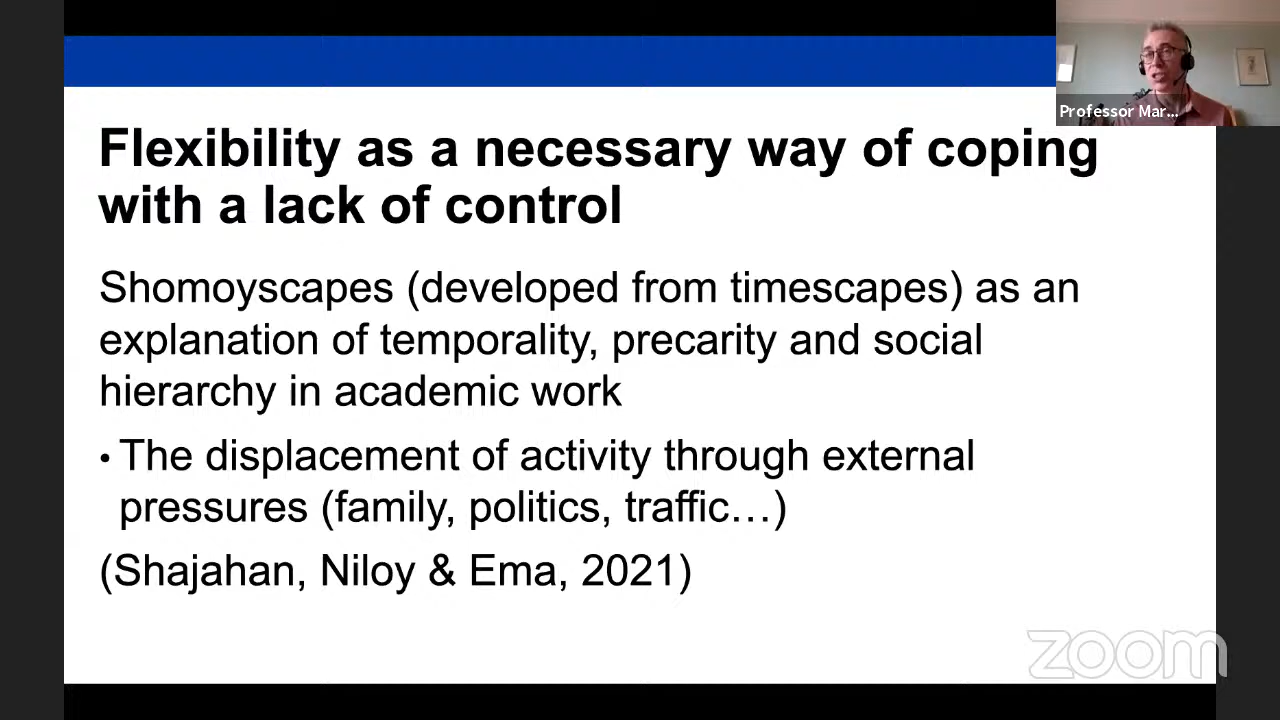 Professor Mar...
Flexibility as a necessary way of coping
with a lack of control
Shomoyscapes (developed from timescapes) as an
explanation of temporality, precarity and social
hierarchy in academic work
• The displacement of activity through external
pressures (family, politics, traffic…)
(Shajahan, Niloy & Ema, 2021)
zoom